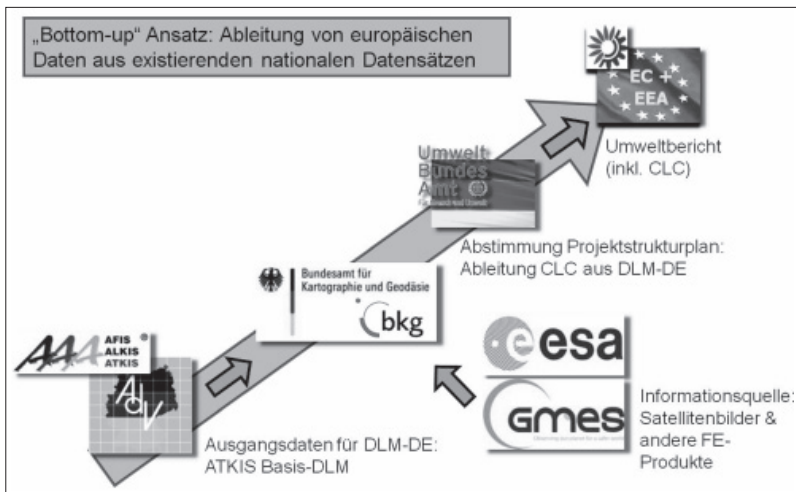 „Bottom-up“ Ansatz: Ableitung von europäischen
Daten aus existierenden nationalen Datensätzen
EC +
EEA
Umweltbericht
(inkl. CLC)
Umwelt
Bundes
Amt
Abstimmung Projektstrukturplan:
Ableitung CLC aus DLM-DE
Bundesamt für
Kartographie und Geodäsie
bkg
AAA
AFIS
ALKIS
ATKIS
AdV
Ausgangsdaten für DLM-DE:
ATKIS Basis-DLM
esa
GMES
Informationsquelle:
Satellitenbilder &
andere FE-
Produkte